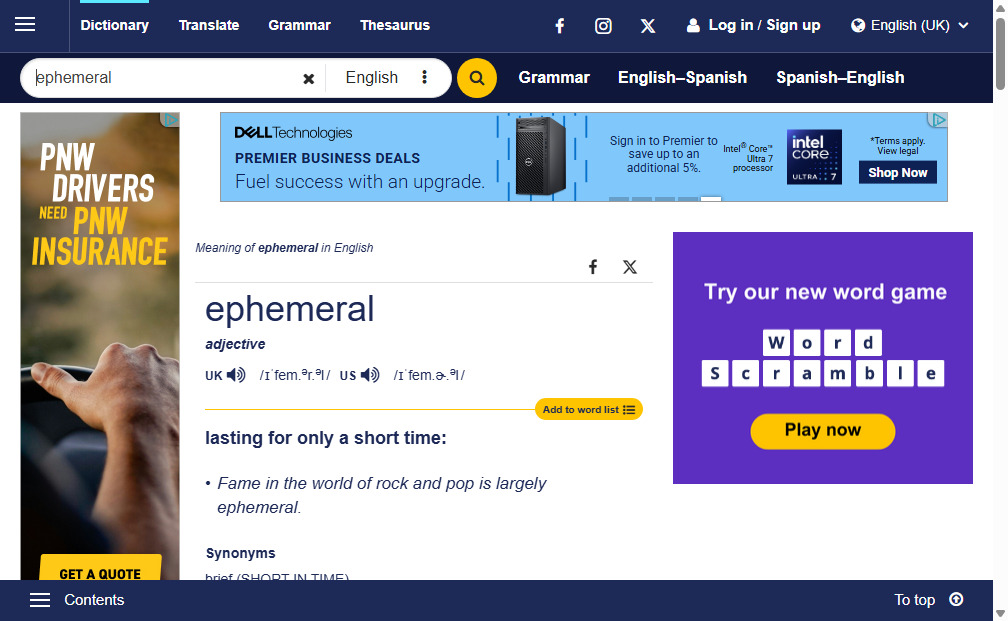 Dictionary Translate Grammar Thesaurus Log in / Sign up English (UK)
ephemeral English Grammar English–Spanish Spanish–English
PNW
DRIVERS
NEED PNW
INSURANCE
GET A QUOTE
DELL Technologies
PREMIER BUSINESS DEALS
Fuel success with an upgrade.
Sign in to Premier to
save up to an
additional 5%.
Intel® Core™
Ultra 7
processor
intel
CORE
ULTRA 7
*Terms apply.
View legal
Shop Now
Meaning of ephemeral in English
ephemeral
adjective
UK /ɪˈfem.ᵊr.ᵊl/ US /ɪˈfem.ɚ.ᵊl/
Add to word list
lasting for only a short time:
• Fame in the world of rock and pop is largely
ephemeral.
Synonyms
brief (SHORT IN TIME)
Try our new word game
Word
Scramble
Play now
Contents To top